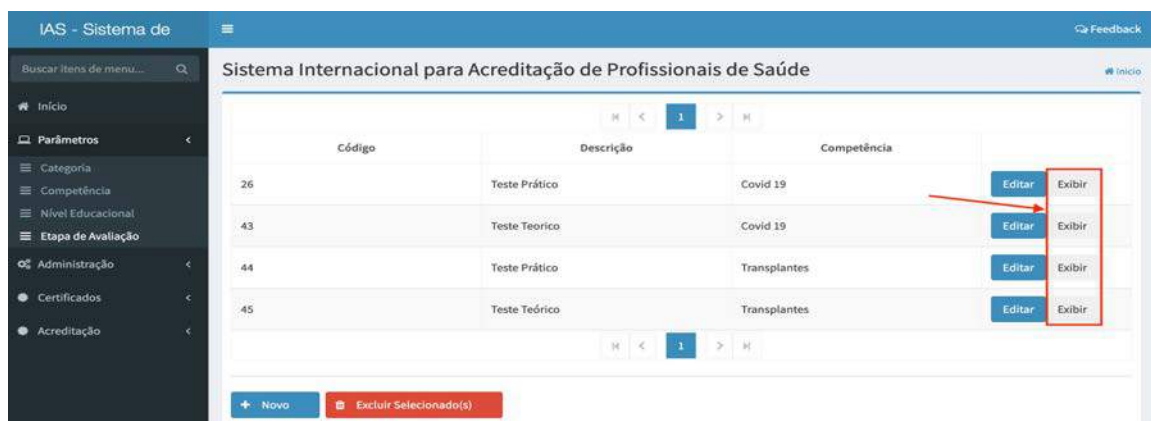 IAS - Sistema de
Feedback
Buscar itens de menu...
Sistema Internacional para Acreditação de Profissionais de Saúde
Inicio
Início
Parâmetros
Categoria
Competência
Nível Educacional
Etapa de Avaliação
Administração
Certificados
Acreditação
1
Código Descrição Competência
26 Teste Prático Covid 19 Editar Exibir
43 Teste Teorico Covid 19 Editar Exibir
44 Teste Prático Transplantes Editar Exibir
45 Teste Teórico Transplantes Editar Exibir
1
+ Novo Excluir Selecionado(s)